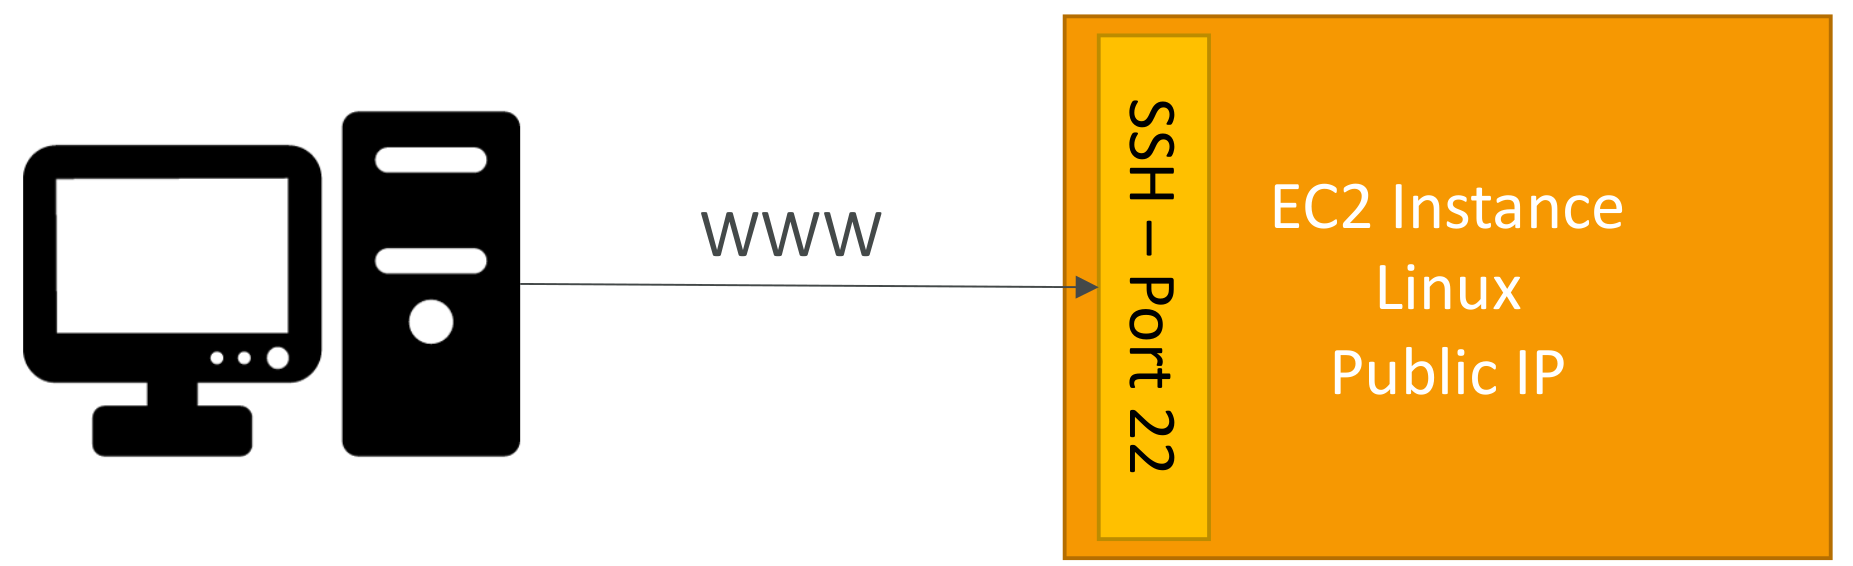 WWW
SSH – Port 22
EC2 Instance
Linux
Public IP